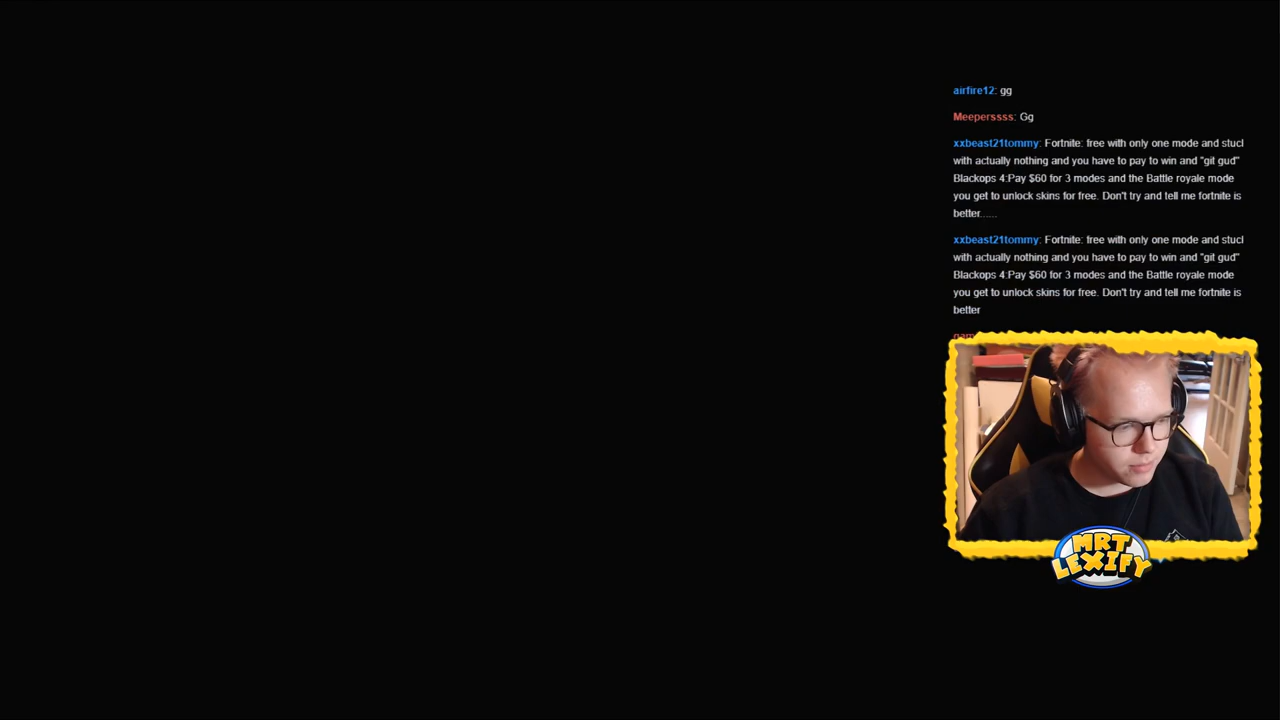 airfire12: gg
Meeperssss: Gg
xxbeast21tommy: Fortnite: free with only one mode and stucl
with actually nothing and you have to pay to win and "git gud"
Blackops 4:Pay $60 for 3 modes and the Battle royale mode
you get to unlock skins for free. Don't try and tell me fortnite is
better......
xxbeast21tommy: Fortnite: free with only one mode and stucl
with actually nothing and you have to pay to win and "git gud"
Blackops 4:Pay $60 for 3 modes and the Battle royale mode
you get to unlock skins for free. Don't try and tell me fortnite is
better
MRT
LEXIFY